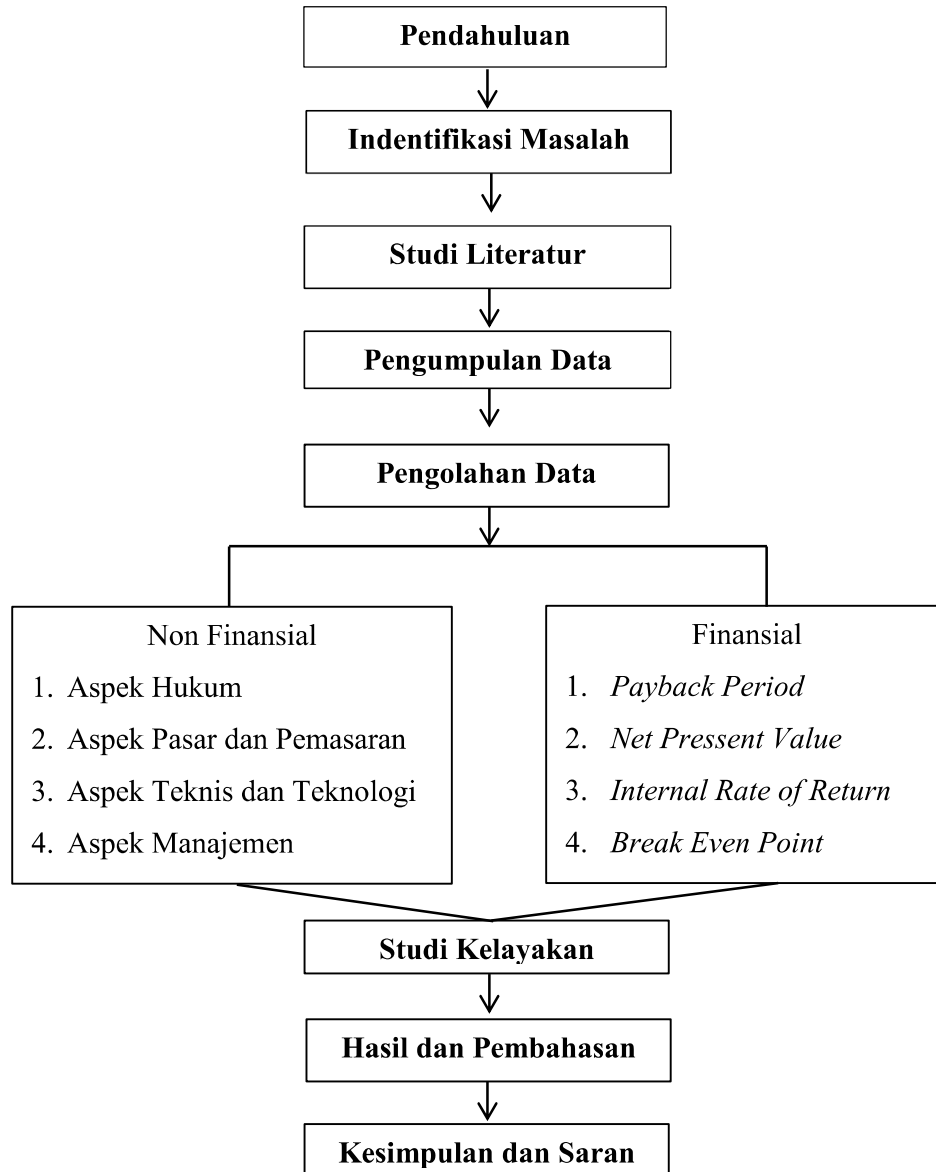 Pendahuluan
Indentifikasi Masalah
Studi Literatur
Pengumpulan Data
Pengolahan Data
Non Finansial
1. Aspek Hukum
2. Aspek Pasar dan Pemasaran
3. Aspek Teknis dan Teknologi
4. Aspek Manajemen
Finansial
1. Payback Period
2. Net Pressent Value
3. Internal Rate of Return
4. Break Even Point
Studi Kelayakan
Hasil dan Pembahasan
Kesimpulan dan Saran